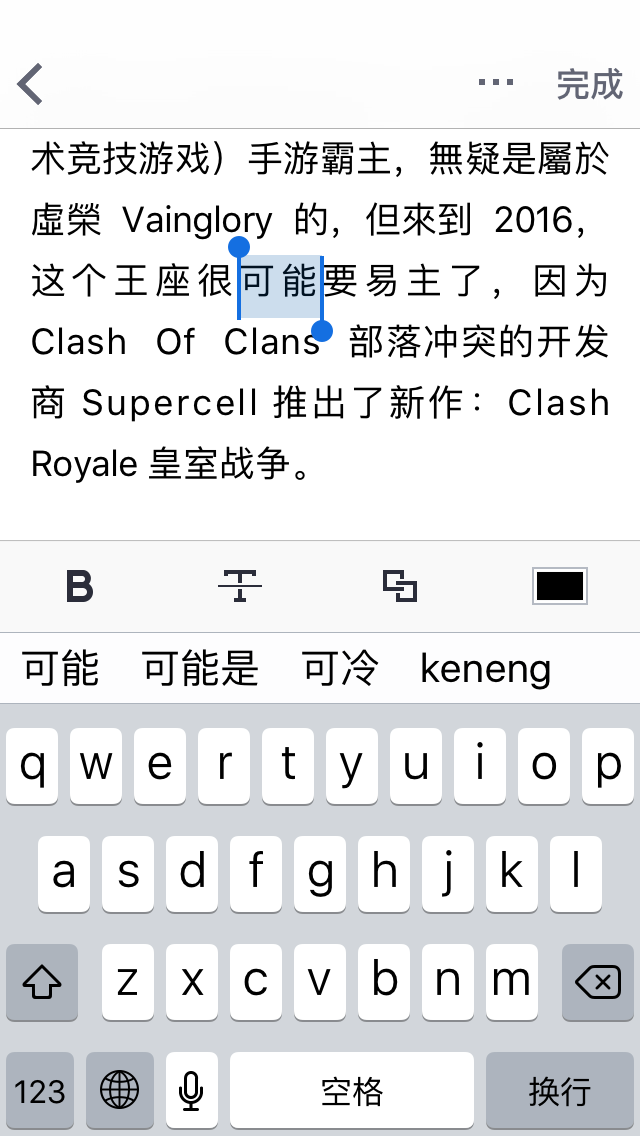 完成
术竞技游戏）手游霸主，無疑是屬於
虛榮 Vainglory 的，但來到 2016，
这个王座很可能要易主了，因为
Clash Of Clans 部落冲突的开发
商 Supercell 推出了新作：Clash
Royale 皇室战争。
B T
可能 可能是 可冷 keneng
q w e r t y u i o p
a s d f g h j k l
z x c v b n m
123 空格 换行